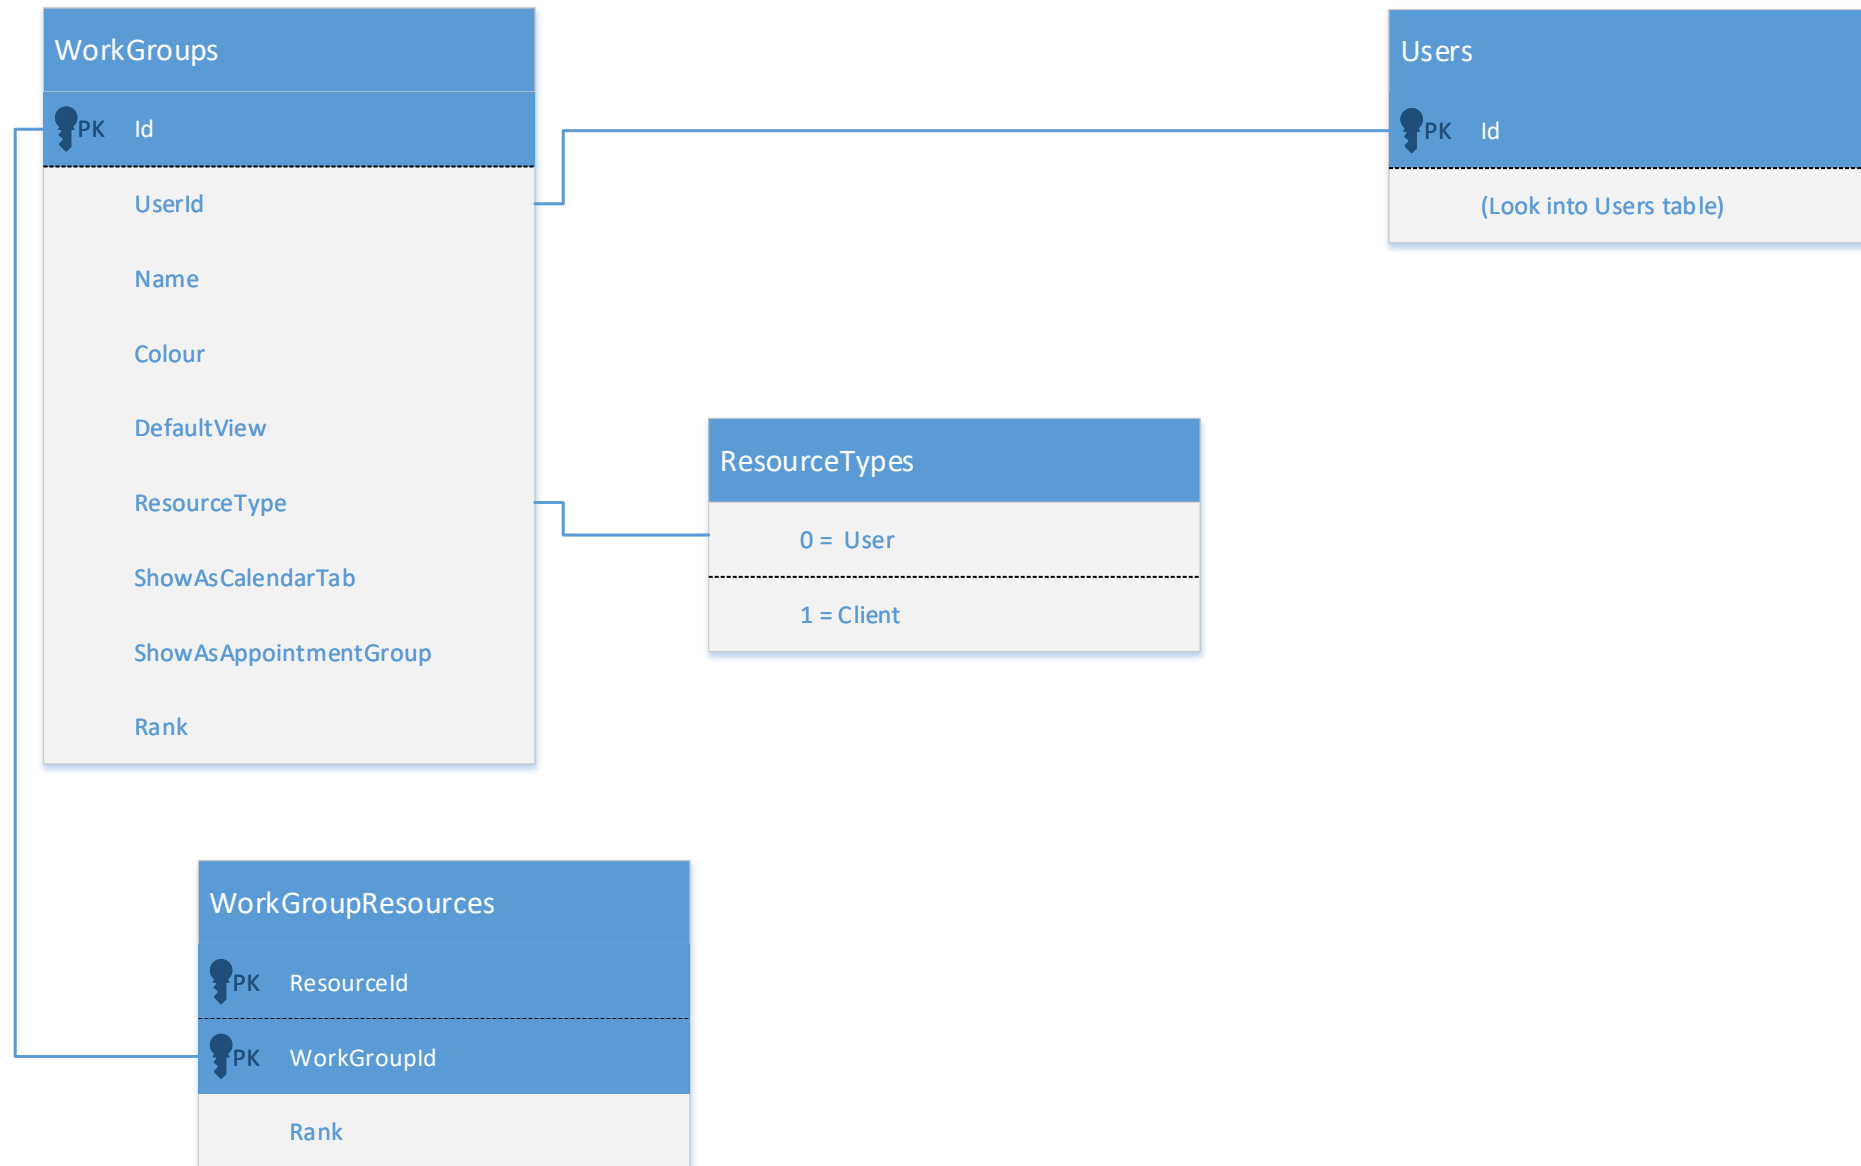 WorkGroups
PK Id
UserId
Name
Colour
DefaultView
ResourceType
ShowAsCalendarTab
ShowAsAppointmentGroup
Rank
Users
PK Id
(Look into Users table)
ResourceTypes
0 = User
1 = Client
WorkGroupResources
PK ResourceId
PK WorkGroupId
Rank